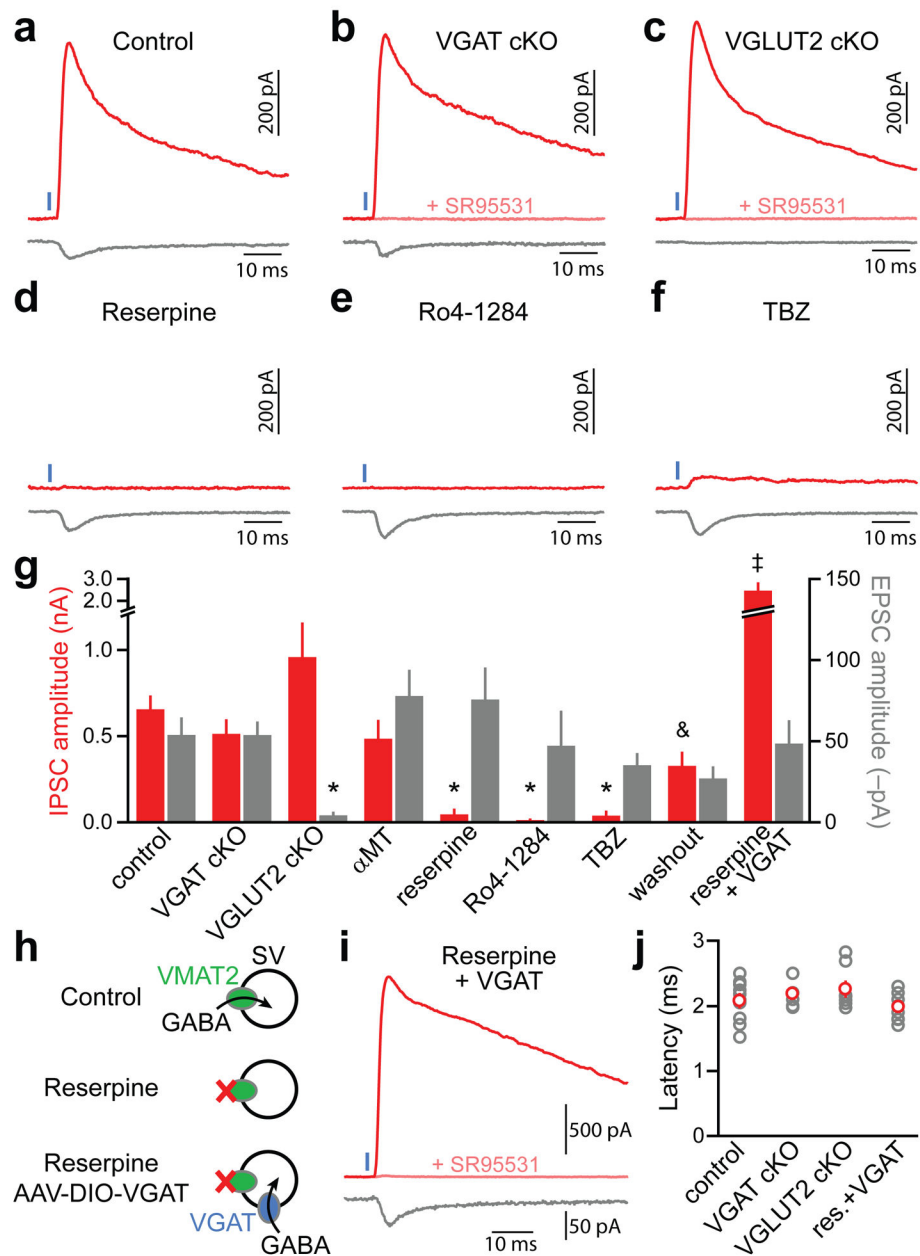 a
Control
200 pA
10 ms
b
VGAT cKO
200 pA
+ SR95531
10 ms
c
VGLUT2 cKO
200 pA
+ SR95531
10 ms
d
Reserpine
200 pA
10 ms
e
Ro4-1284
200 pA
10 ms
f
TBZ
200 pA
10 ms
g
IPSC amplitude (nA)
3.0
2.0
1.0
0.5
0.0
EPSC amplitude (–pA)
150
100
50
0
*
*
*
*
&
‡
control
VGAT cKO
VGLUT2 cKO
αMT
reserpine
Ro4-1284
TBZ
washout
reserpine
+ VGAT
h
SV
VMAT2
Control
GABA
Reserpine
Reserpine
AAV-DIO-VGAT
VGAT
GABA
i
Reserpine
+ VGAT
500 pA
+ SR95531
10 ms
50 pA
j
Latency (ms)
3
2
1
0
control
VGAT cKO
VGLUT2 cKO
res.+VGAT